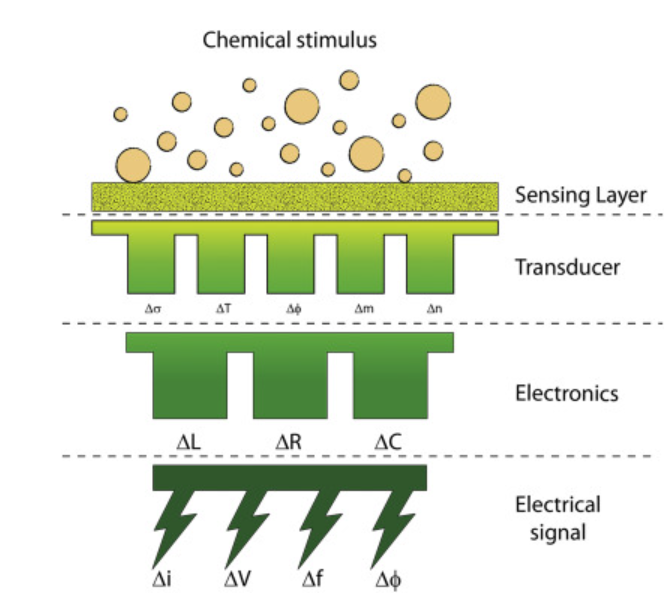 Chemical stimulus
Sensing Layer
Transducer
Δσ ΔT Δϕ Δm Δn
Electronics
ΔL ΔR ΔC
Electrical
signal
Δi ΔV Δf Δϕ